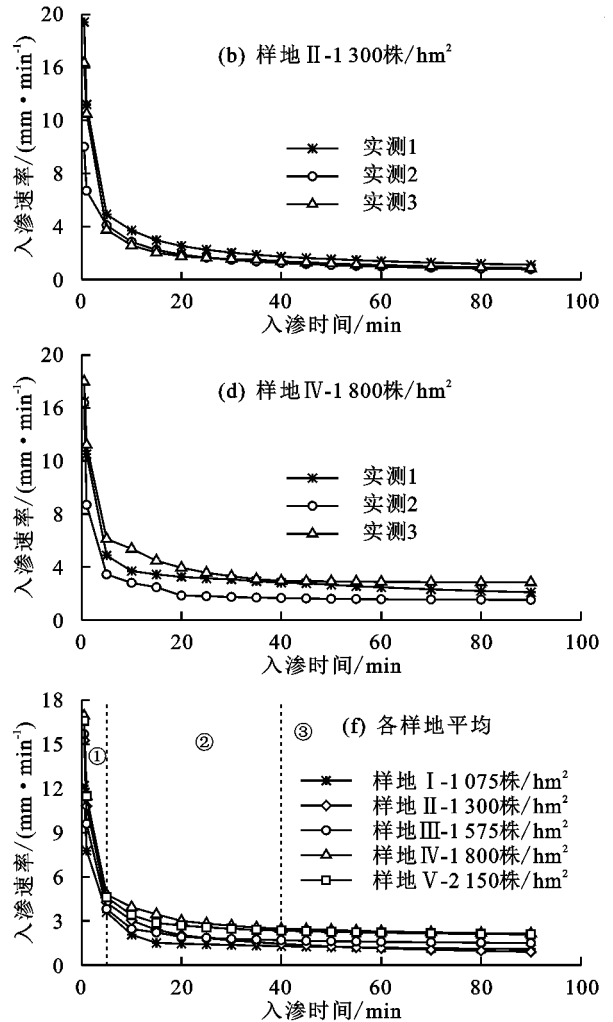 20
16
10
8
4
0
入渗速率/(mm·min⁻¹)
(b) 样地Ⅱ-1 300株/hm²
实测1
实测2
实测3
0 20 40 60 80 100
入渗时间/min
20
16
10
8
4
0
入渗速率/(mm·min⁻¹)
(d) 样地Ⅳ-1 800株/hm²
实测1
实测2
实测3
0 20 40 60 80 100
入渗时间/min
18
15
12
9
6
3
0
入渗速率/(mm·min⁻¹)
① ② ③
(f) 各样地平均
样地Ⅰ-1 075株/hm²
样地Ⅱ-1 300株/hm²
样地Ⅲ-1 575株/hm²
样地Ⅳ-1 800株/hm²
样地Ⅴ-2 150株/hm²
0 20 40 60 80 100
入渗时间/min